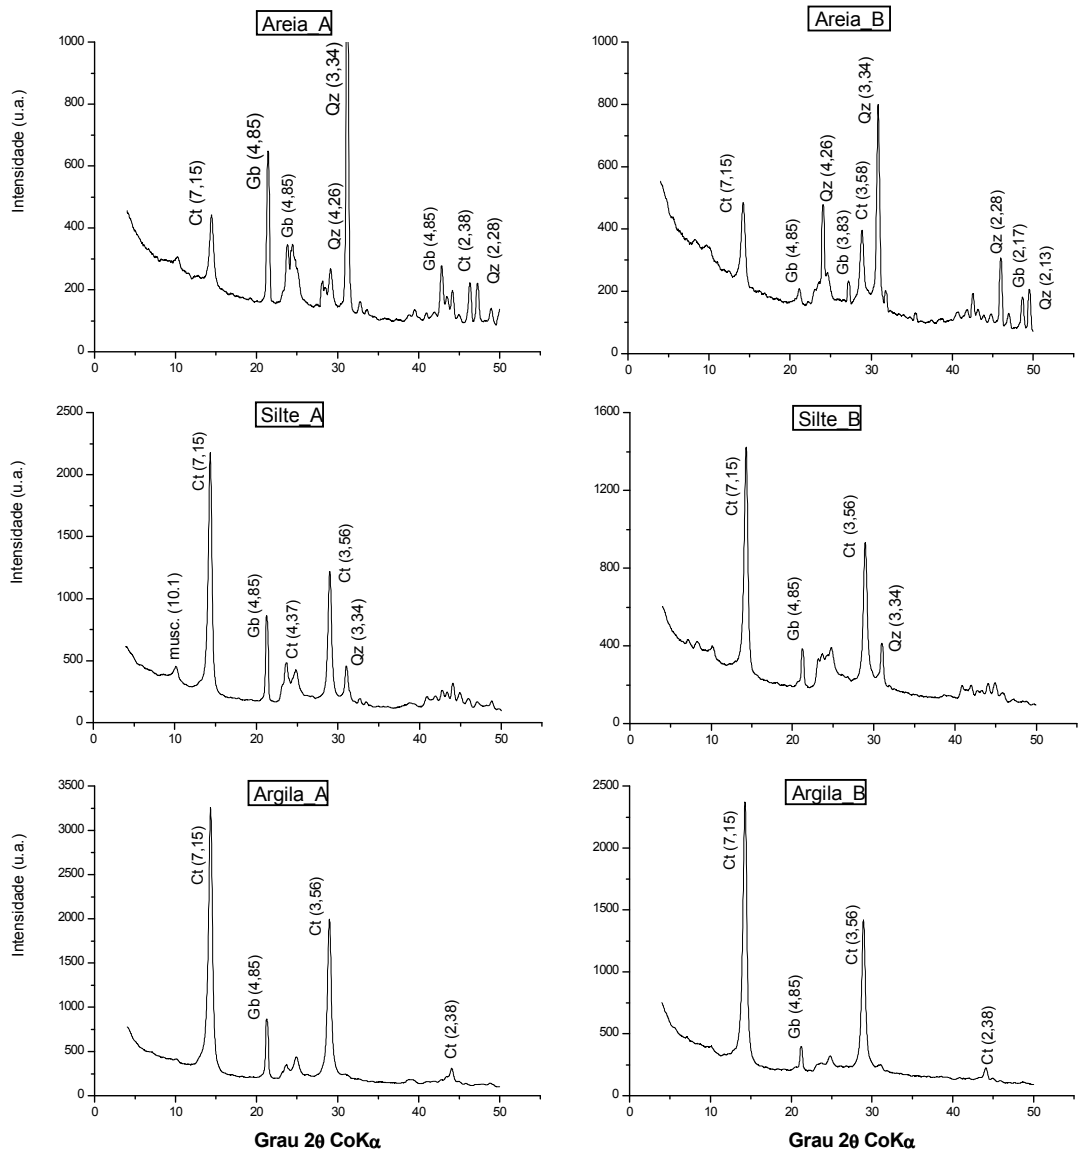 Areia_A
Intensidade (u.a.)
1000
800
600
400
200
0
Ct (7,15)
Gb (4,85)
Gb (4,85)
Qz (4,26)
Qz (3,34)
Gb (4,85)
Ct (2,38)
Qz (2,28)
0 10 20 30 40 50
Areia_B
1000
800
600
400
200
0
Ct (7,15)
Gb (4,85)
Qz (4,26)
Gb (3,83)
Ct (3,58)
Qz (3,34)
Qz (2,28)
Gb (2,17)
Qz (2,13)
0 10 20 30 40 50
Silte_A
Intensidade (u.a.)
2500
2000
1500
1000
500
0
musc. (10.1)
Ct (7,15)
Gb (4,85)
Ct (4,37)
Ct (3,56)
Qz (3,34)
0 10 20 30 40 50
Silte_B
1600
1200
800
400
0
Ct (7,15)
Gb (4,85)
Ct (3,56)
Qz (3,34)
0 10 20 30 40 50
Argila_A
Intensidade (u.a.)
3500
3000
2500
2000
1500
1000
500
0
Ct (7,15)
Gb (4,85)
Ct (3,56)
Ct (2,38)
0 10 20 30 40 50
Grau 2θ CoKα
Argila_B
2500
2000
1500
1000
500
0
Ct (7,15)
Gb (4,85)
Ct (3,56)
Ct (2,38)
0 10 20 30 40 50
Grau 2θ CoKα